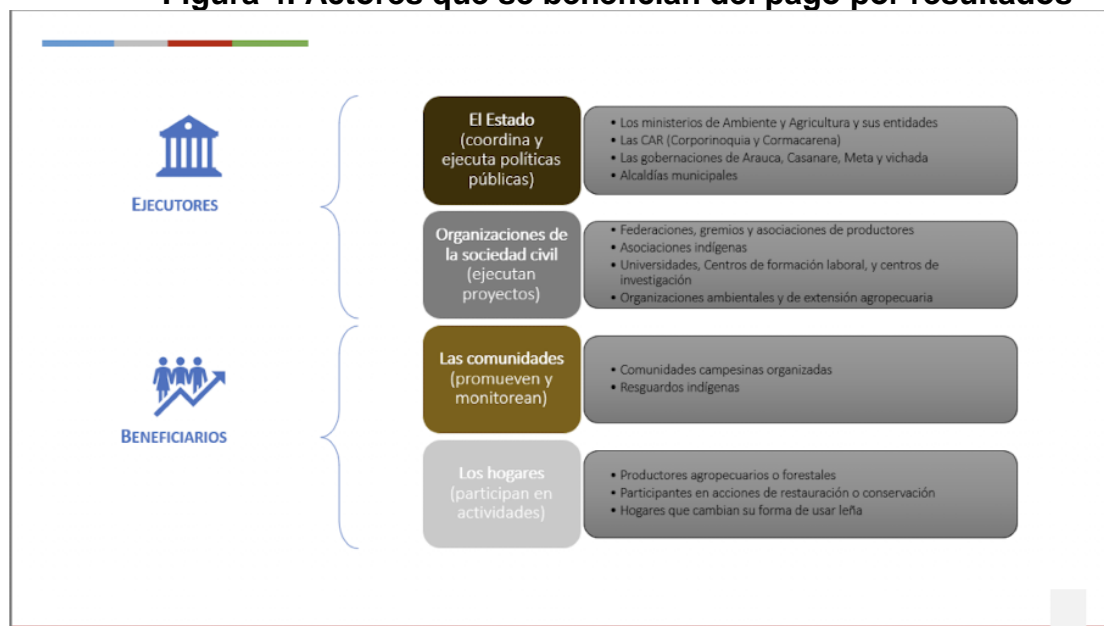 Figura 4. Actores que se benefician del pago por resultados
EJECUTORES
El Estado
(coordina y
ejecuta políticas
públicas)
• Los ministerios de Ambiente y Agricultura y sus entidades
• Las CAR (Corporinoquia y Cormacarena)
• Las gobernaciones de Arauca, Casanare, Meta y vichada
• Alcaldías municipales
Organizaciones de
la sociedad civil
(ejecutan
proyectos)
• Federaciones, gremios y asociaciones de productores
• Asociaciones indígenas
• Universidades, Centros de formación laboral, y centros de
investigación
• Organizaciones ambientales y de extensión agropecuaria
BENEFICIARIOS
Las comunidades
(promueven y
monitorean)
• Comunidades campesinas organizadas
• Resguardos indígenas
Los hogares
(participan en
actividades)
• Productores agropecuarios o forestales
• Participantes en acciones de restauración o conservación
• Hogares que cambian su forma de usar leña